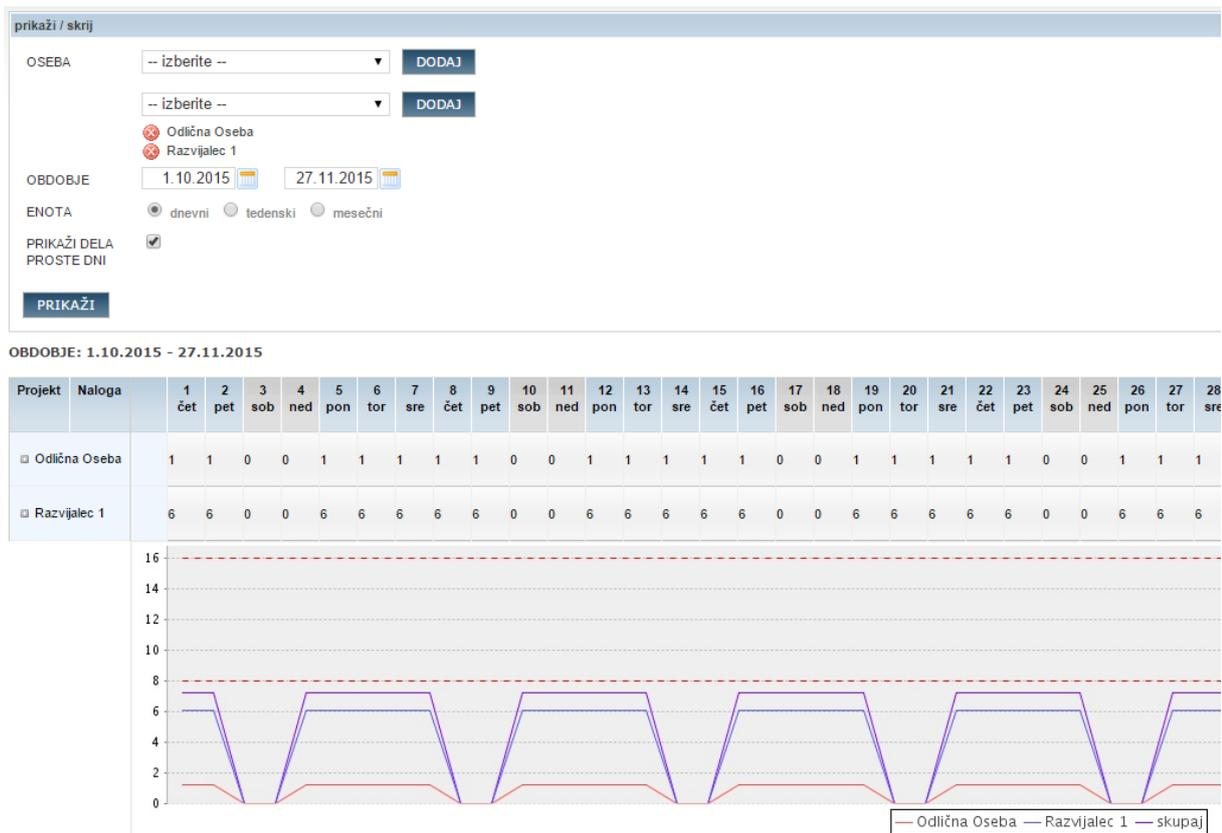 prikaži / skrij
OSEBA -- izberite -- DODAJ
-- izberite -- DODAJ
Odlična Oseba
Razvijalec 1
OBDOBJE 1.10.2015 27.11.2015
ENOTA dnevni tedenski mesečni
PRIKAŽI DELA
PROSTE DNI
PRIKAŽI
OBDOBJE: 1.10.2015 - 27.11.2015
Projekt Naloga 1 2 3 4 5 6 7 8 9 10 11 12 13 14 15 16 17 18 19 20 21 22 23 24 25 26 27 28
čet pet sob ned pon tor sre čet pet sob ned pon tor sre čet pet sob ned pon tor sre čet pet sob ned pon tor sre
Odlična Oseba 1 1 0 0 1 1 1 1 1 0 0 1 1 1 1 1 0 0 1 1 1 1 1 0 0 1 1 1
Razvijalec 1 6 6 0 0 6 6 6 6 6 0 0 6 6 6 6 6 0 0 6 6 6 6 6 0 0 6 6 6
16
14
12
10
8
6
4
2
0
Odlična Oseba Razvijalec 1 skupaj